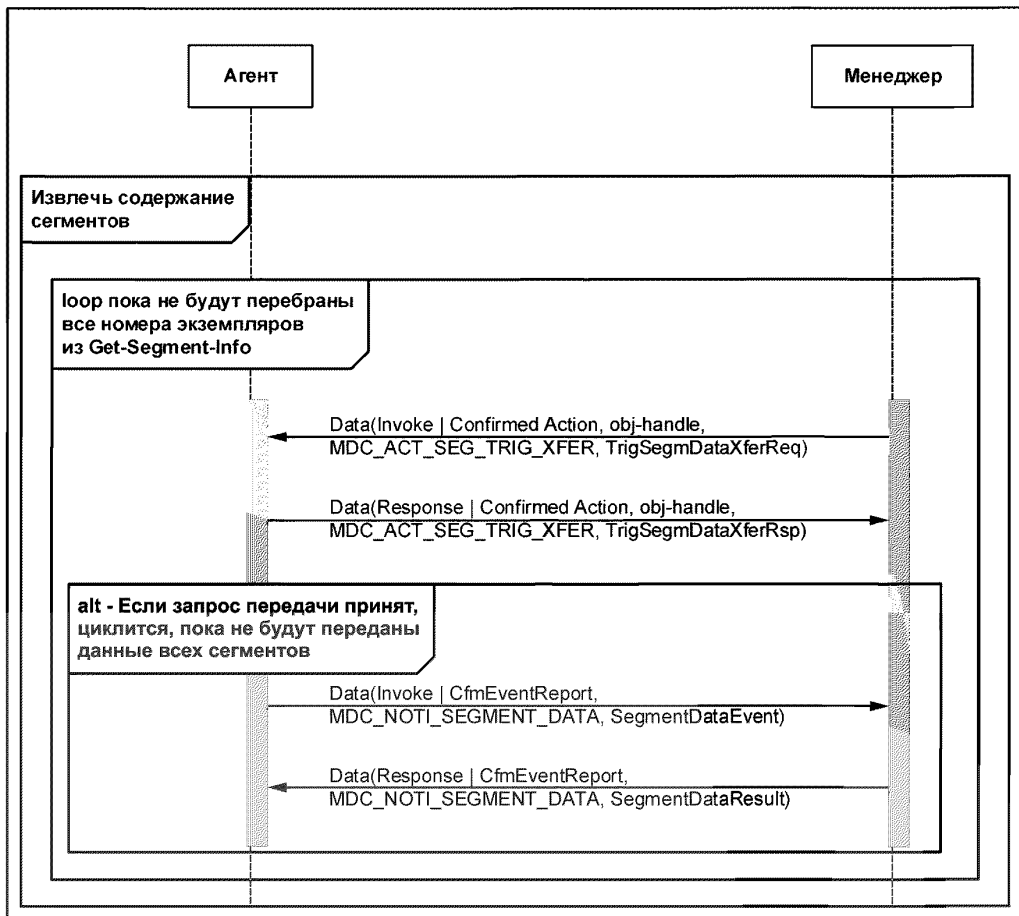 Агент
Менеджер
Извлечь содержание
сегментов
loop пока не будут перебраны
все номера экземпляров
из Get-Segment-Info
Data(Invoke | Confirmed Action, obj-handle,
MDC_ACT_SEG_TRIG_XFER, TrigSegmDataXferReq)
Data(Response | Confirmed Action, obj-handle,
MDC_ACT_SEG_TRIG_XFER, TrigSegmDataXferRsp)
alt - Если запрос передачи принят,
циклится, пока не будут переданы
данные всех сегментов
Data(Invoke | CfmEventReport,
MDC_NOTI_SEGMENT_DATA, SegmentDataEvent)
Data(Response | CfmEventReport,
MDC_NOTI_SEGMENT_DATA, SegmentDataResult)